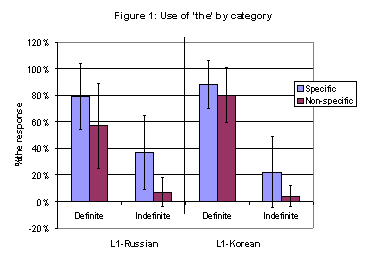 Figure 1: Use of 'the' by category
120%
100%
80%
60%
40%
20%
0%
-20%
%the response
Definite
Indefinite
Definite
Indefinite
L1-Russian
L1-Korean
Specific
Non-specific